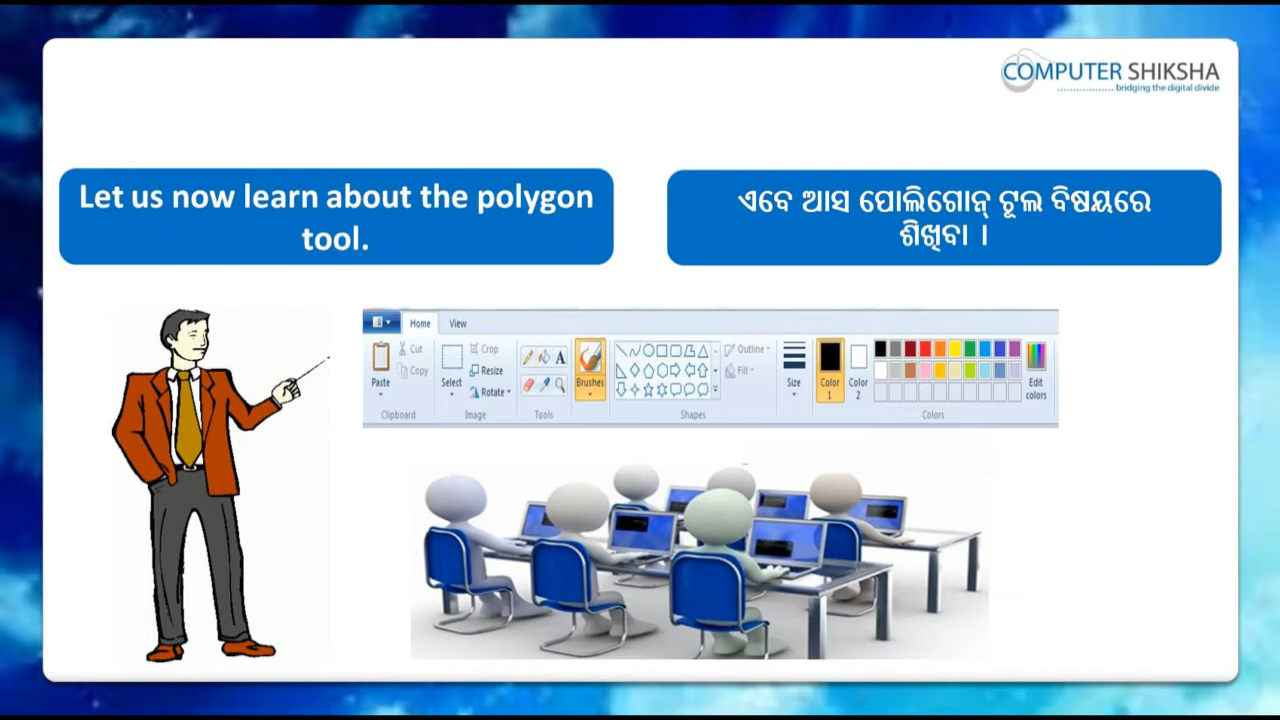 COMPUTER SHIKSHA
bridging the digital divide
Let us now learn about the polygon
tool.
ଏବେ ଆସ ପୋଲିଗୋନ୍ ଟୂଲ ବିଷୟରେ
ଶିଖିବା ।
Home View
Cut
Copy
Paste
Clipboard
Crop
Resize
Rotate
Select
Image
A
Tools
Brushes
Shapes
Outline
Fill
Size
Color
1
Color
2
Edit
colors
Colors